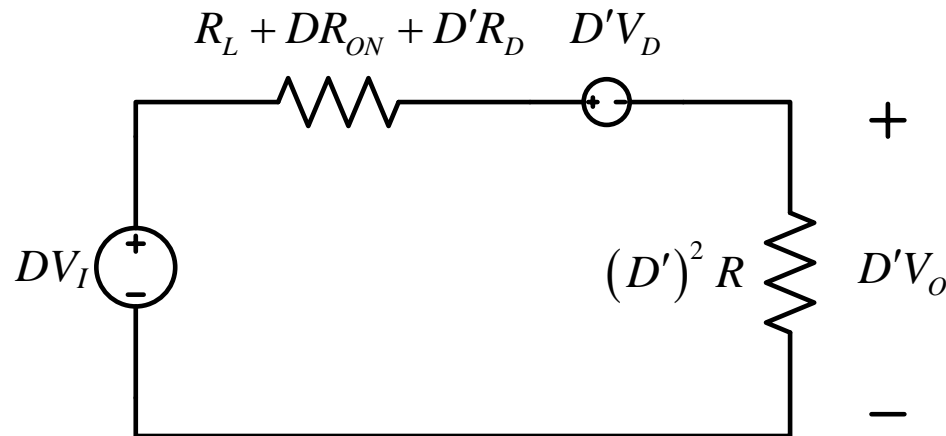 R_L + DR_ON + D′R_D
D′V_D
+ −
+
+
−
DV_I
(D′)² R
D′V_O
−